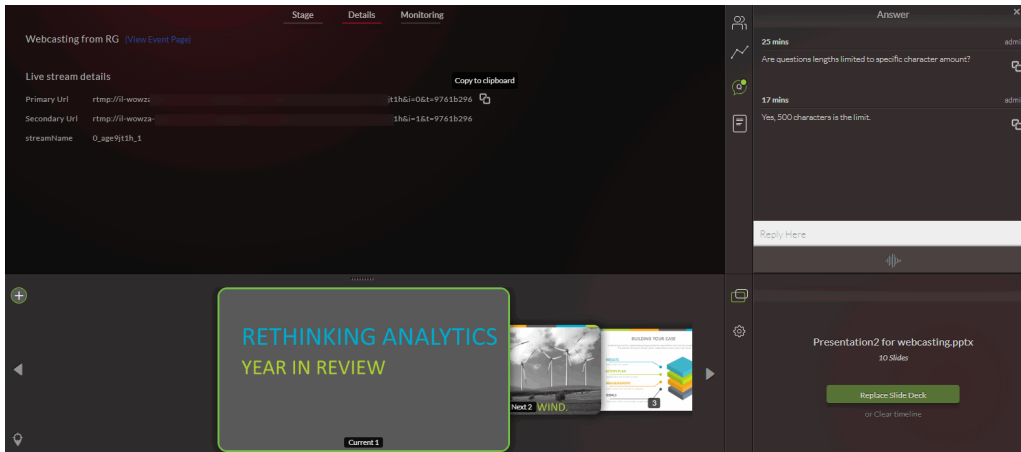 Stage Details Monitoring
Webcasting from RG (View Event Page)
Live stream details
Copy to clipboard
Primary Url rtmp://il-wowz jt1h&i=0&t=9761b296
Secondary Url rtmp://il-wowza- 1h&i=1&t=9761b296
streamName 0_age9jt1h_1
Answer
25 mins admi
Are questions lengths limited to specific character amount?
17 mins admi
Yes, 500 characters is the limit.
Reply Here
RETHINKING ANALYTICS
YEAR IN REVIEW
Current 1
Next 2 WIND.
BUILDING YOUR CASE
3
Presentation2 for webcasting.pptx
10 Slides
Replace Slide Deck
or Clear timeline